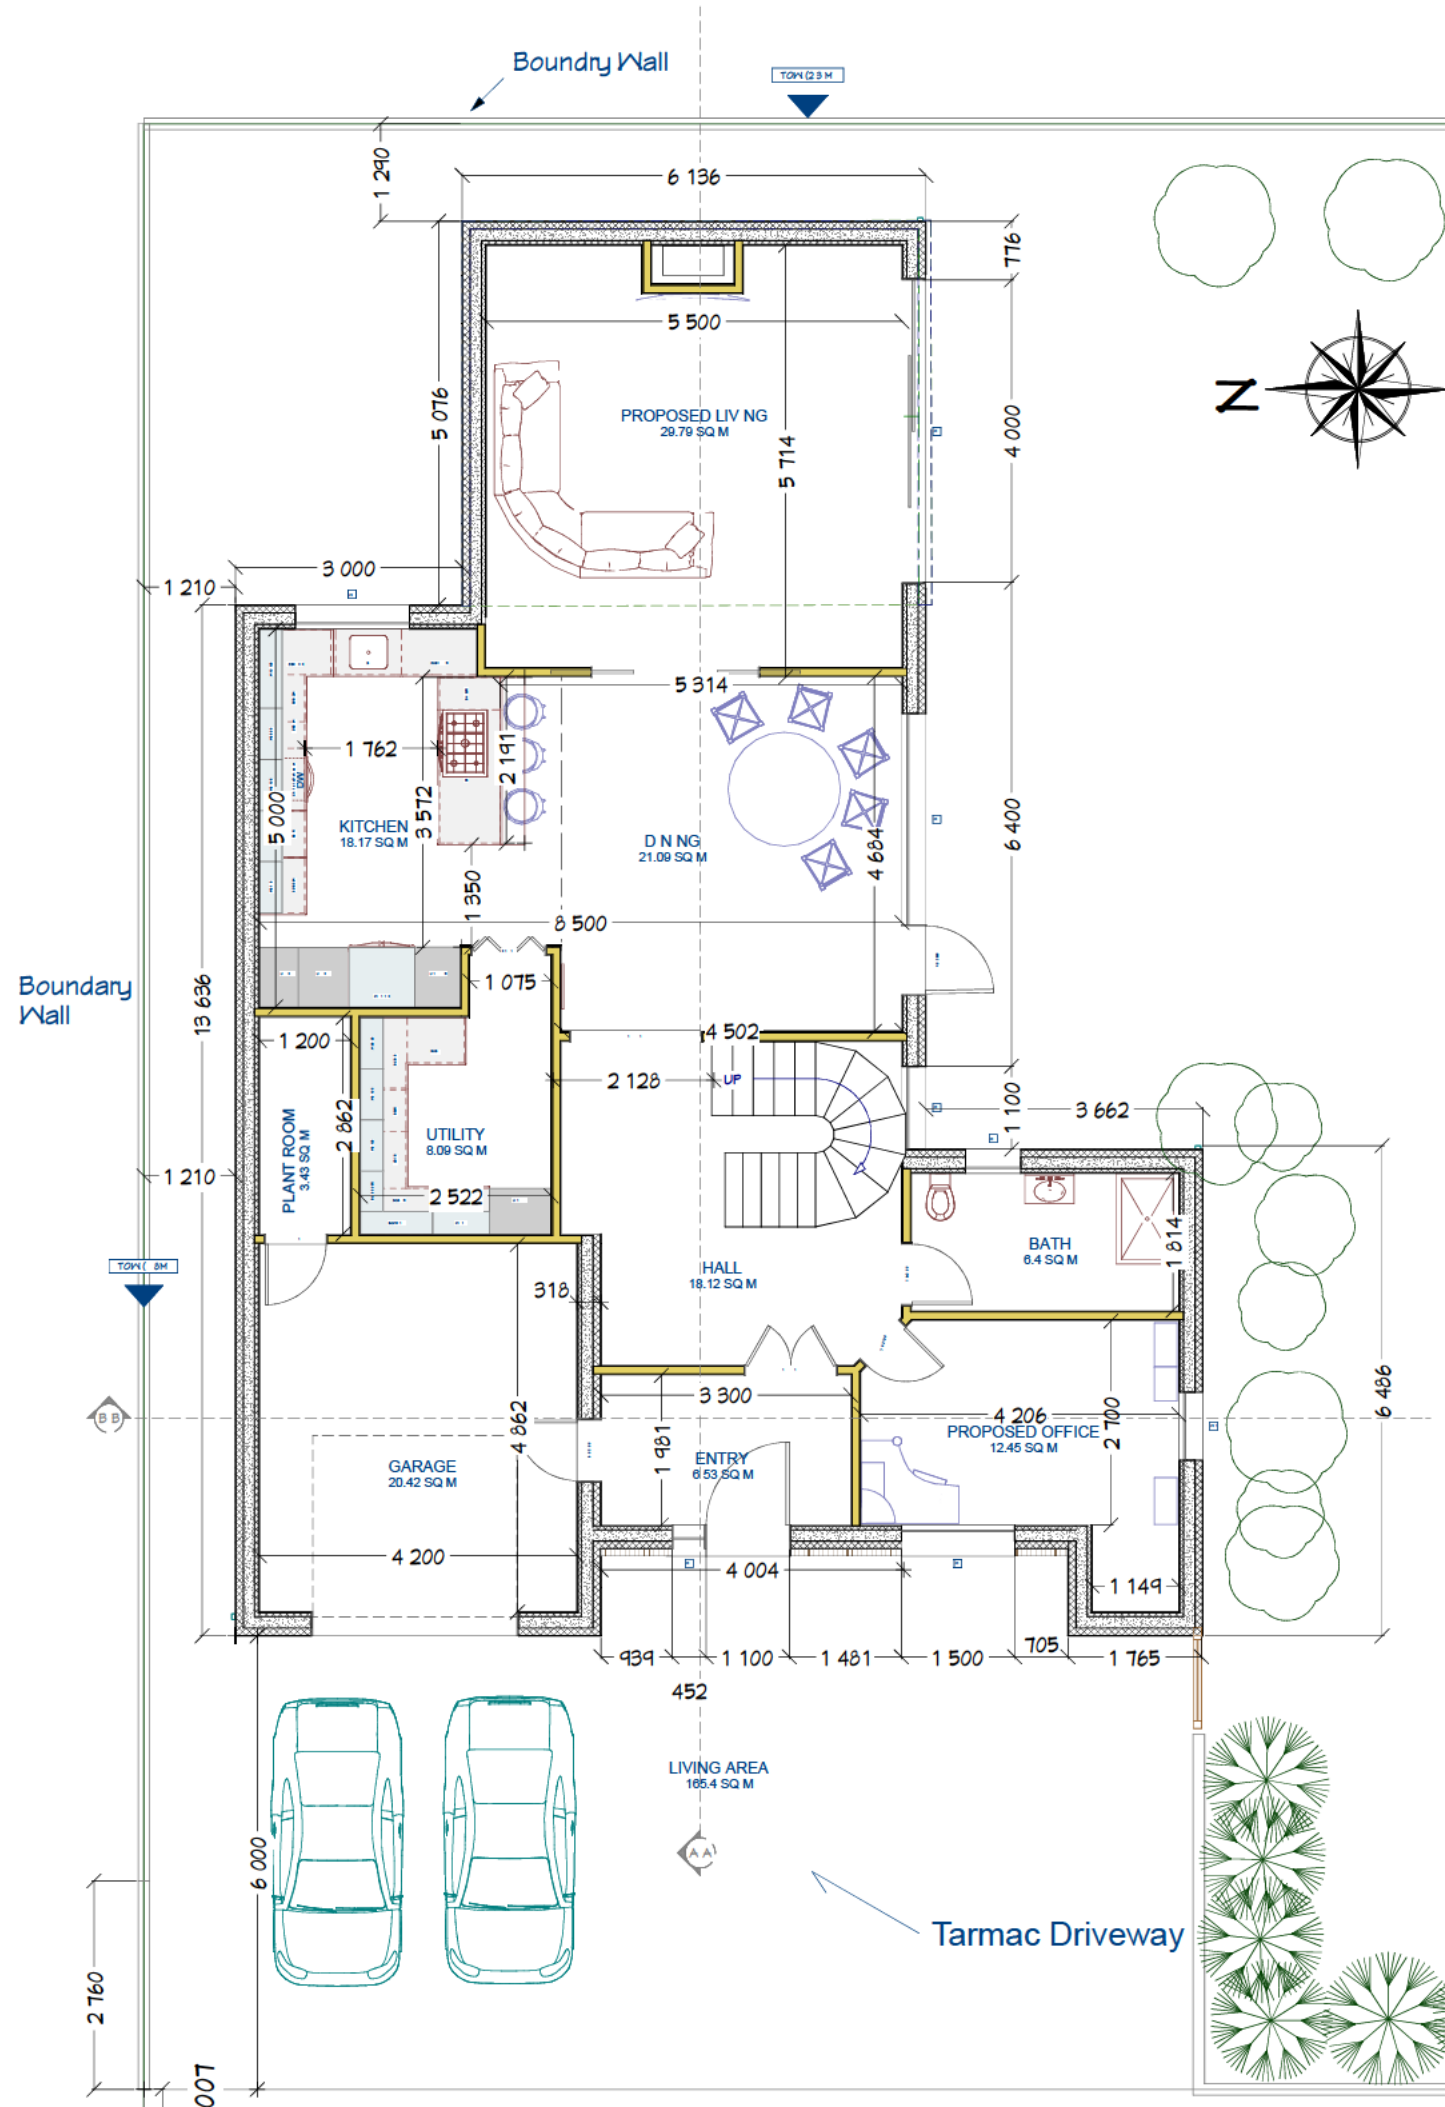 Boundry Wall
TOW (23 M
1 290
6 136
776
5 500
N
5 076
PROPOSED LIV NG
29.79 SQ M
4 000
5 714
3 000
1 210
5 314
1 762
2 191
DW
5 000
3 572
KITCHEN
18.17 SQ M
D N NG
21.09 SQ M
4 684
6 400
1 350
8 500
Boundary
Wall
13 636
1 075
1 200
4 502
2 128
UP
1 100
3 662
PLANT ROOM
3.43 SQ M
2 862
UTILITY
8.09 SQ M
1 210
2 522
1 814
BATH
6.4 SQ M
TOW ( 8M
HALL
18.12 SQ M
318
6 486
3 300
4 206
2 700
PROPOSED OFFICE
12.45 SQ M
B B
4 862
1 981
ENTRY
6 53 SQ M
GARAGE
20.42 SQ M
4 200
4 004
1 149
939
452
1 100
1 481
1 500
705
1 765
LIVING AREA
165.4 SQ M
A A
6 000
Tarmac Driveway
2 760